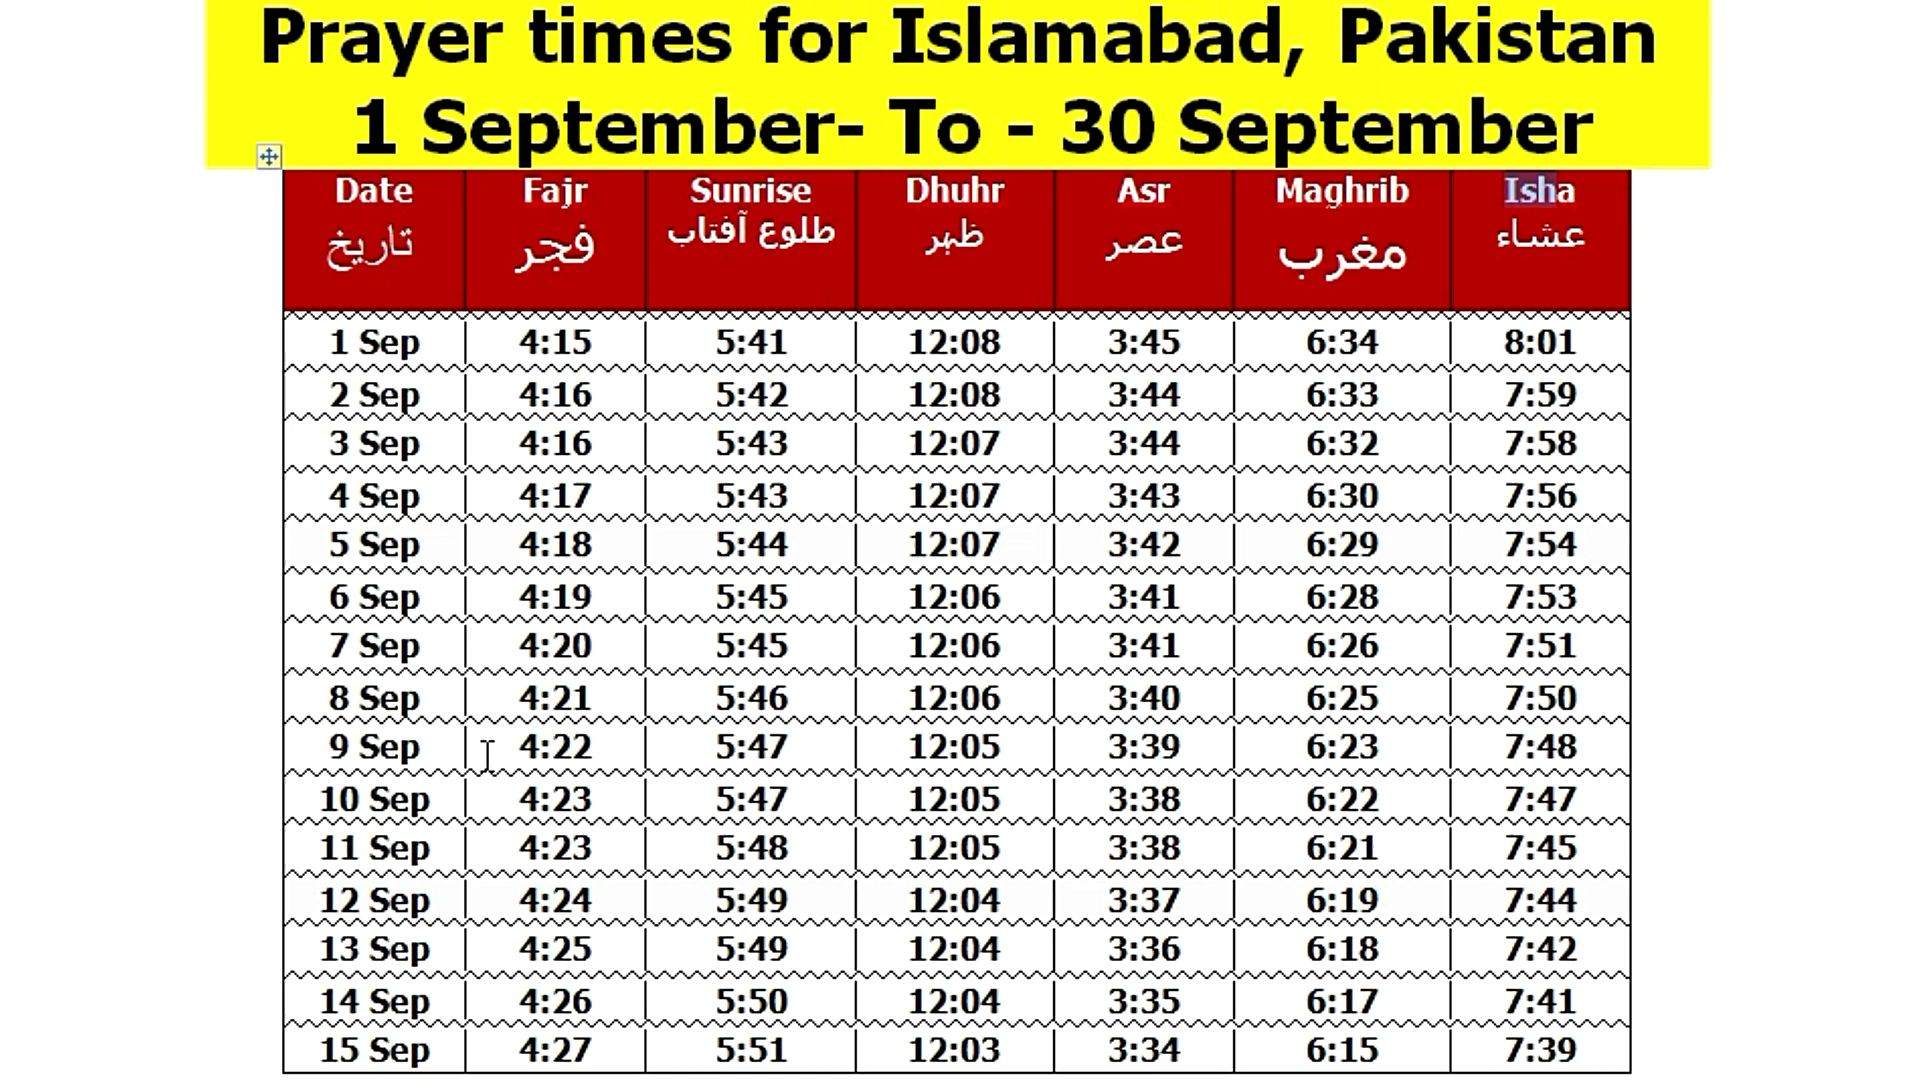 Prayer times for Islamabad, Pakistan
1 September- To - 30 September
Date Fajr Sunrise Dhuhr Asr Maghrib Isha
تاریخ فجر طلوع آفتاب ظہر عصر مغرب عشاء
1 Sep 4:15 5:41 12:08 3:45 6:34 8:01
2 Sep 4:16 5:42 12:08 3:44 6:33 7:59
3 Sep 4:16 5:43 12:07 3:44 6:32 7:58
4 Sep 4:17 5:43 12:07 3:43 6:30 7:56
5 Sep 4:18 5:44 12:07 3:42 6:29 7:54
6 Sep 4:19 5:45 12:06 3:41 6:28 7:53
7 Sep 4:20 5:45 12:06 3:41 6:26 7:51
8 Sep 4:21 5:46 12:06 3:40 6:25 7:50
9 Sep 4:22 5:47 12:05 3:39 6:23 7:48
10 Sep 4:23 5:47 12:05 3:38 6:22 7:47
11 Sep 4:23 5:48 12:05 3:38 6:21 7:45
12 Sep 4:24 5:49 12:04 3:37 6:19 7:44
13 Sep 4:25 5:49 12:04 3:36 6:18 7:42
14 Sep 4:26 5:50 12:04 3:35 6:17 7:41
15 Sep 4:27 5:51 12:03 3:34 6:15 7:39